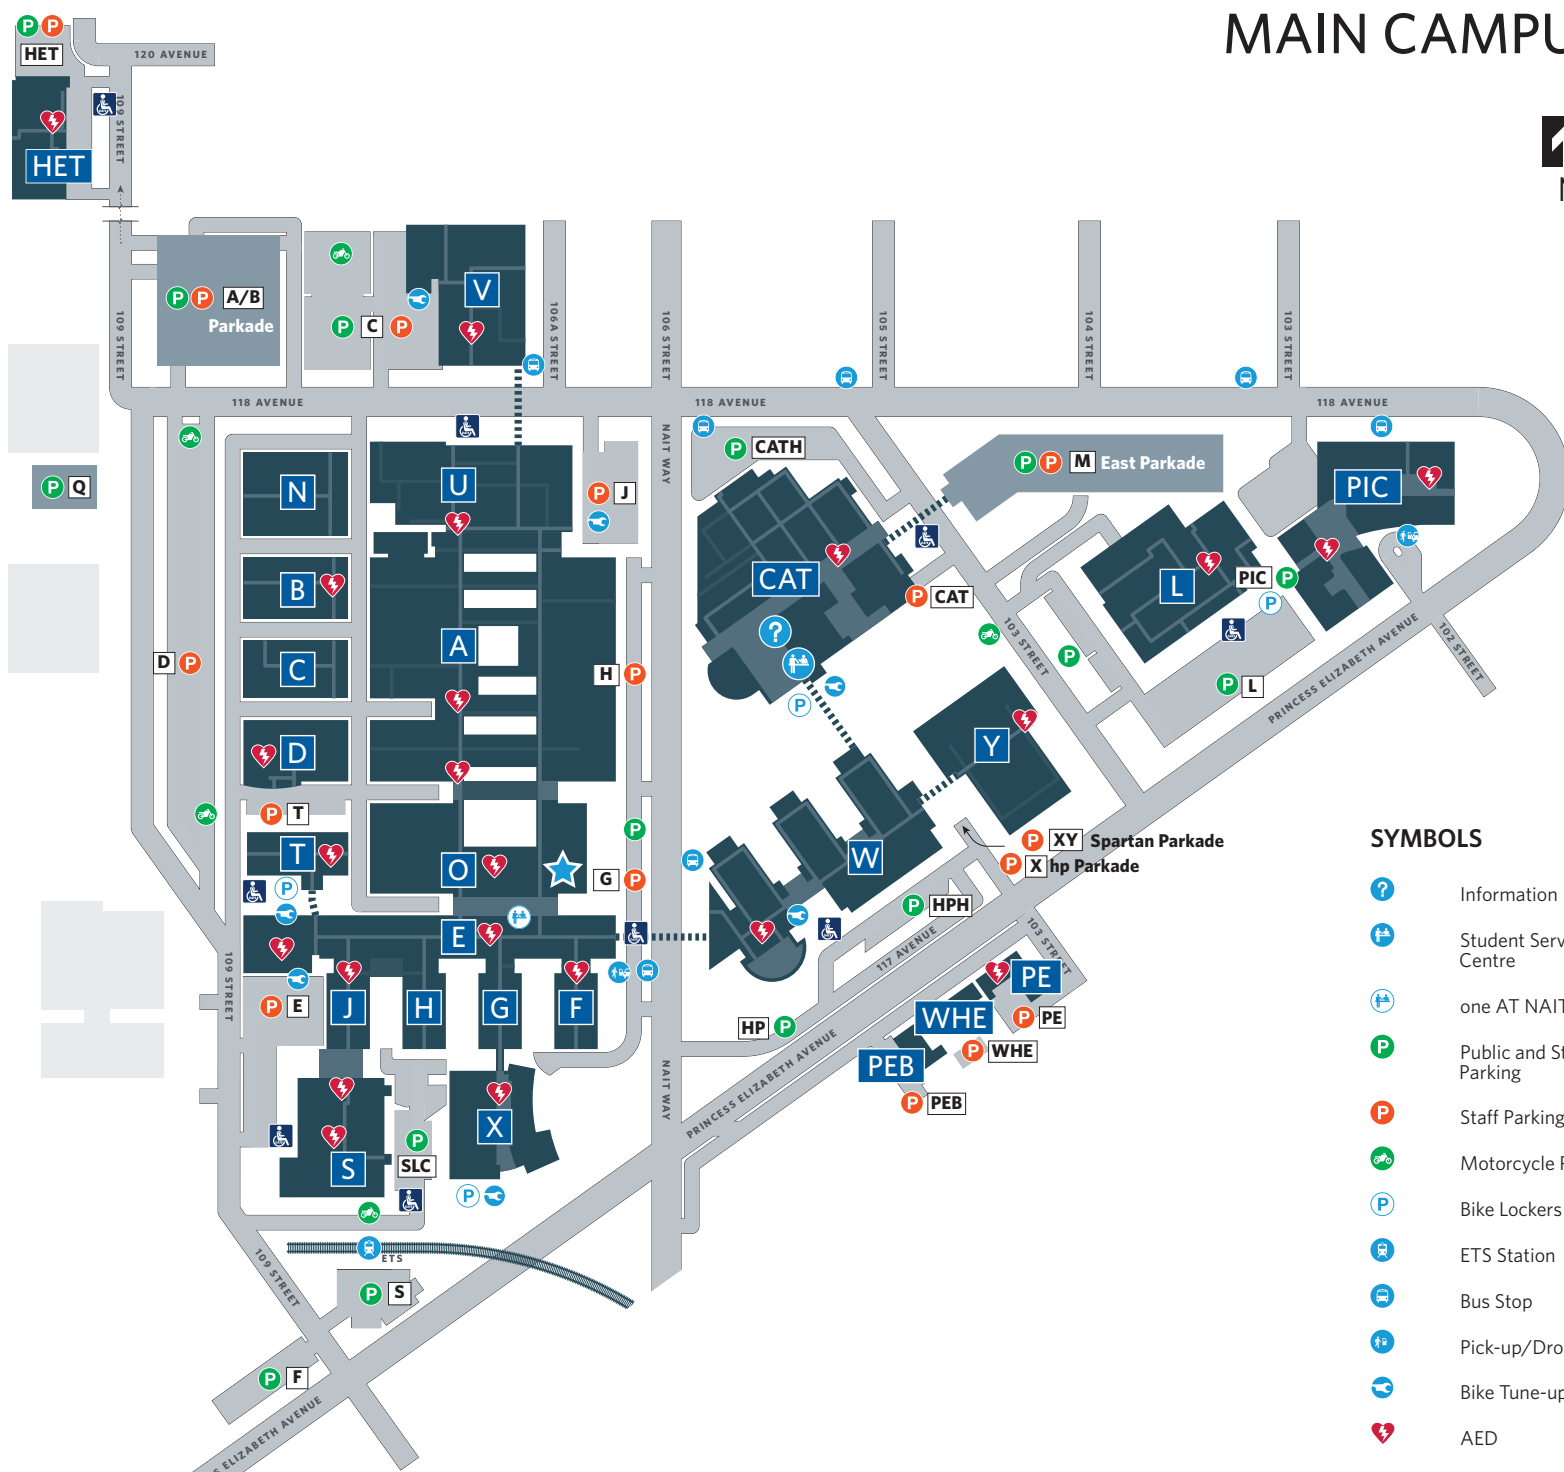 MAIN CAMPU
P P
HET
120 AVENUE
109 STREET
HET
P P A/B
Parkade
P C P
V
109 STREET
106A STREET
106 STREET
105 STREET
104 STREET
103 STREET
118 AVENUE
118 AVENUE
118 AVENUE
NAIT WAY
P CATH
P P M East Parkade
PIC
P Q
N
U
P J
B
CAT
L
PIC P
P
P CAT
A
C
D P
H P
?
P
103 STREET
P
P L
102 STREET
PRINCESS ELIZABETH AVENUE
D
Y
P T
P
T
O
G P
W
P XY Spartan Parkade
P X hp Parkade
P
P HPH
E
117 AVENUE
103 STREET
109 STREET
P E
J
H
G
F
HP P
PE
WHE
P PE
P WHE
PEB
P PEB
PRINCESS ELIZABETH AVENUE
NAIT WAY
X
P
SLC
S
P
ETS
109 STREET
P S
P F
S ELIZABETH AVENUE
SYMBOLS
? Information
Student Serv
Centre
one AT NAIT
P Public and St
Parking
P Staff Parking
Motorcycle P
P Bike Lockers
ETS Station
Bus Stop
Pick-up/Dro
Bike Tune-up
AED